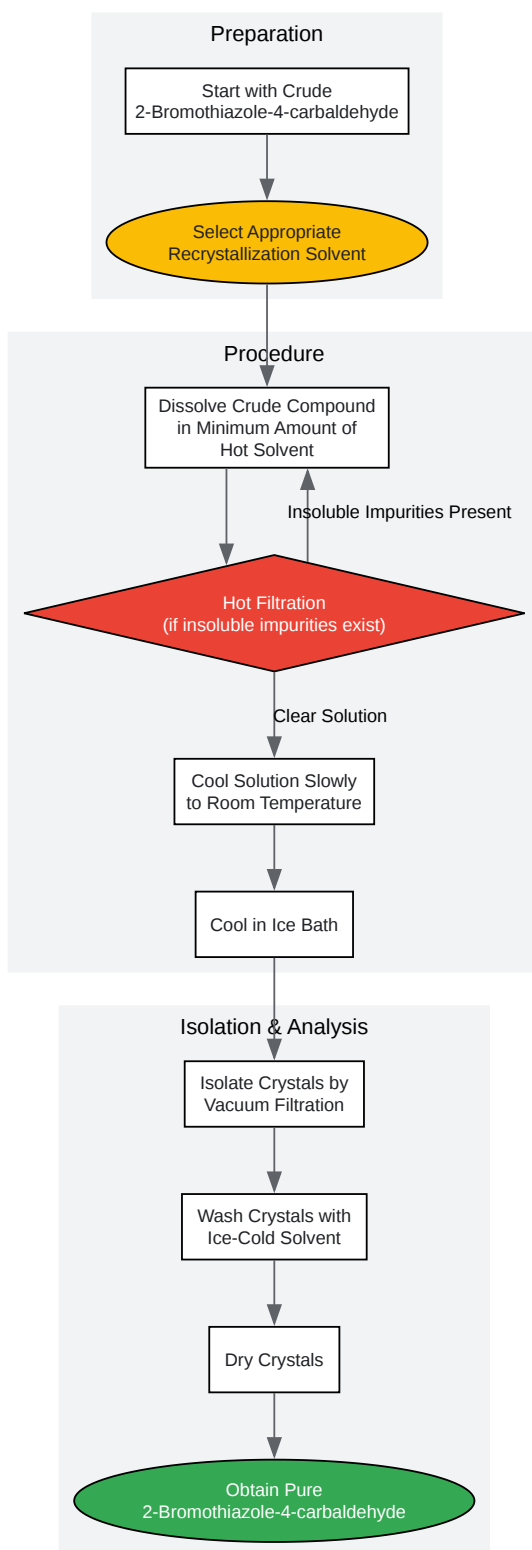 Preparation
Start with Crude
2-Bromothiazole-4-carbaldehyde
Select Appropriate
Recrystallization Solvent
Procedure
Dissolve Crude Compound
in Minimum Amount of
Hot Solvent
Insoluble Impurities Present
Hot Filtration
(if insoluble impurities exist)
Clear Solution
Cool Solution Slowly
to Room Temperature
Cool in Ice Bath
Isolation & Analysis
Isolate Crystals by
Vacuum Filtration
Wash Crystals with
Ice-Cold Solvent
Dry Crystals
Obtain Pure
2-Bromothiazole-4-carbaldehyde